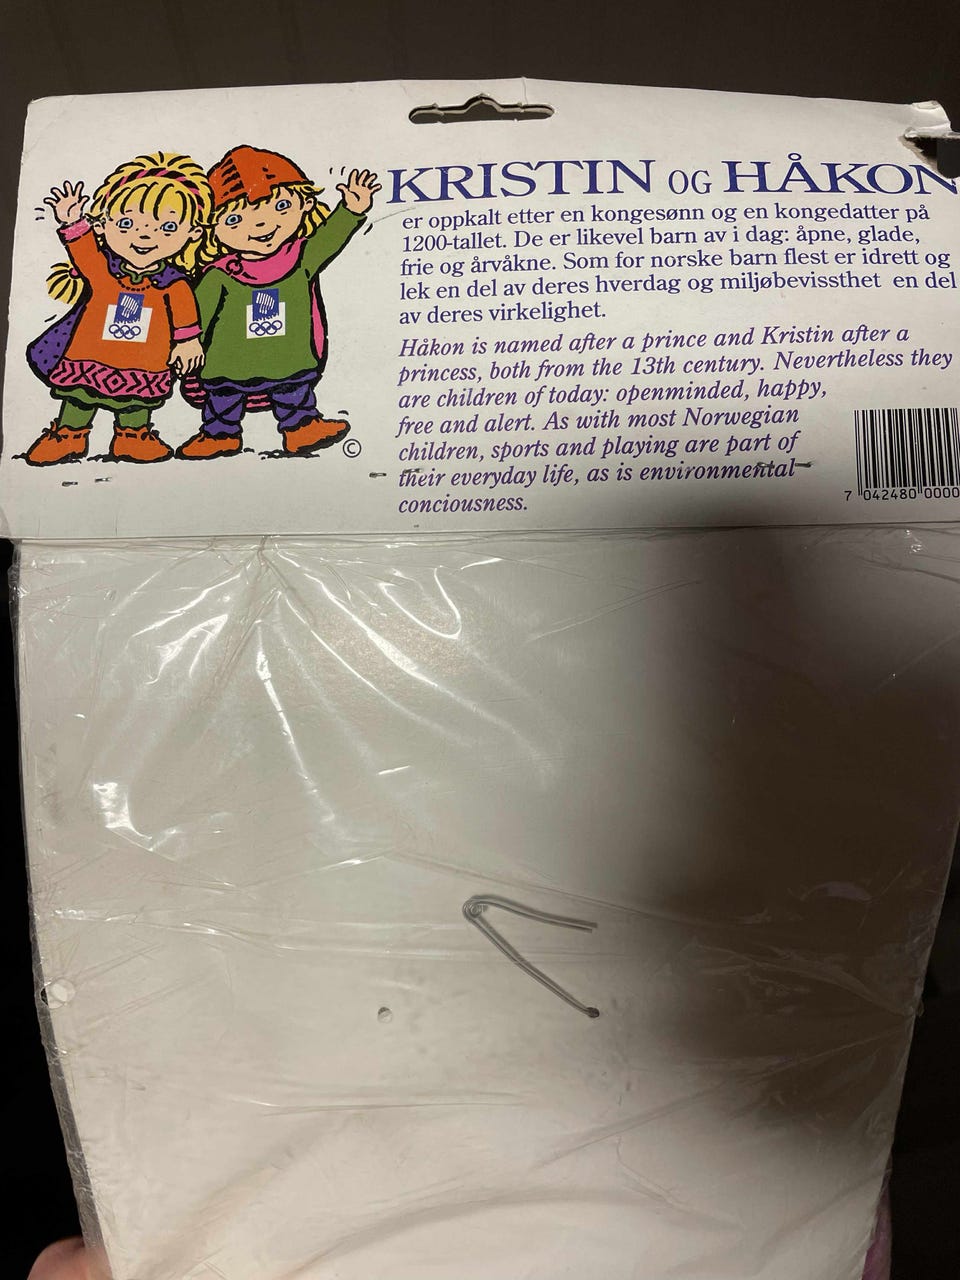 KRISTIN OG HÅKON
er oppkalt etter en kongesønn og en kongedatter på
1200-tallet. De er likevel barn av i dag: åpne, glade,
frie og årvåkne. Som for norske barn flest er idrett og
lek en del av deres hverdag og miljøbevissthet en del
av deres virkelighet.
Håkon is named after a prince and Kristin after a
princess, both from the 13th century. Nevertheless they
are children of today: openminded, happy,
free and alert. As with most Norwegian
children, sports and playing are part of
their everyday life, as is environmental
conciousness.
©
7 042480 0000